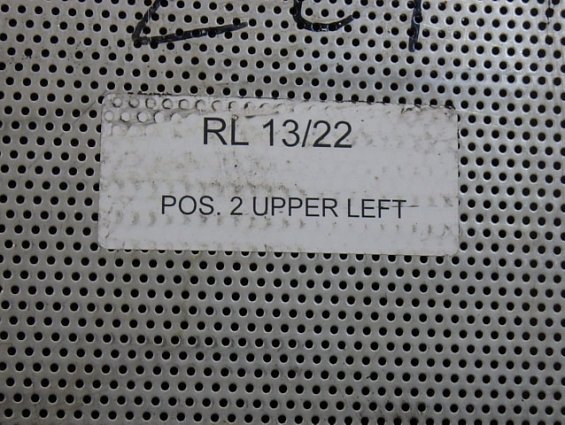 RL 13/22
POS. 2 UPPER LEFT